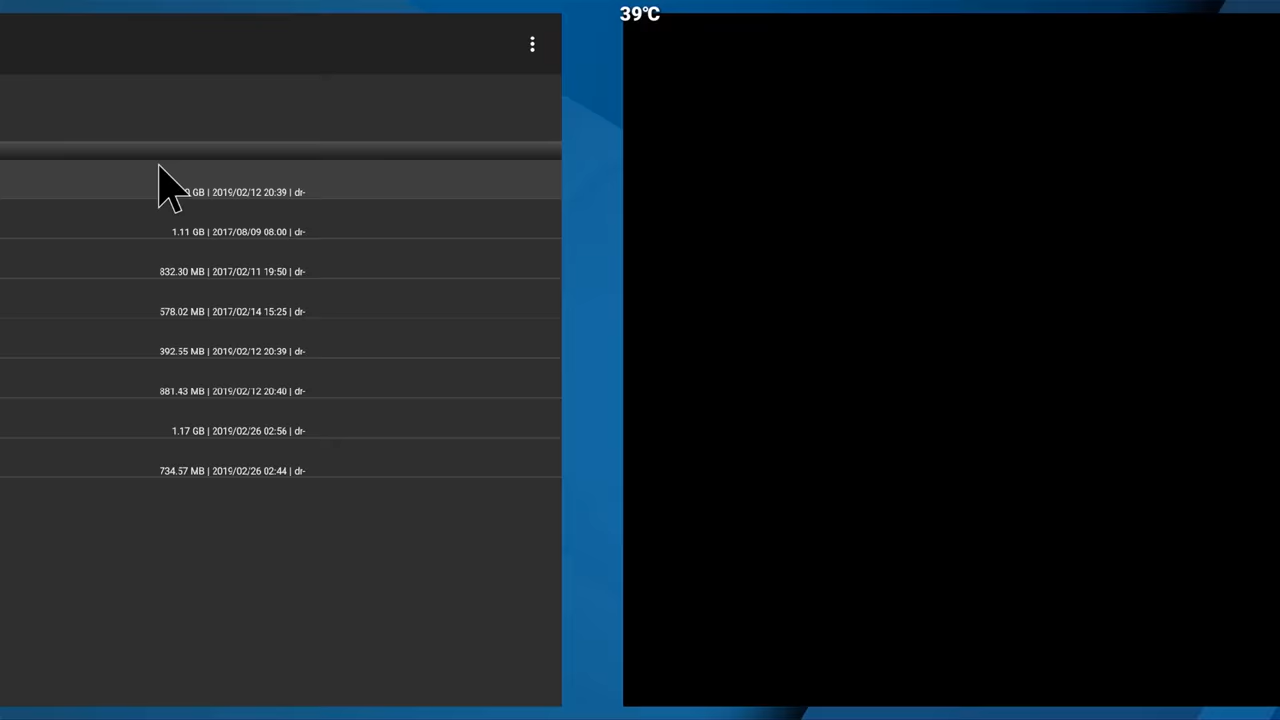 39°C
GB | 2019/02/12 20:39 | dr-
1.11 GB | 2017/08/09 08:00 | dr-
832.30 MB | 2017/02/11 19:50 | dr-
578.02 MB | 2017/02/14 15:25 | dr-
392.55 MB | 2019/02/12 20:39 | dr-
881.43 MB | 2019/02/12 20:40 | dr-
1.17 GB | 2019/02/26 02:56 | dr-
734.57 MB | 2019/02/26 02:44 | dr-